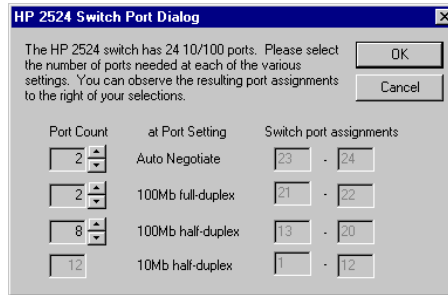 HP 2524 Switch Port Dialog
The HP 2524 switch has 24 10/100 ports. Please select
the number of ports needed at each of the various
settings. You can observe the resulting port assignments
to the right of your selections.
OK
Cancel
Port Count at Port Setting Switch port assignments
2 Auto Negotiate 23 - 24
2 100Mb full-duplex 21 - 22
8 100Mb half-duplex 13 - 20
12 10Mb half-duplex 1 - 12